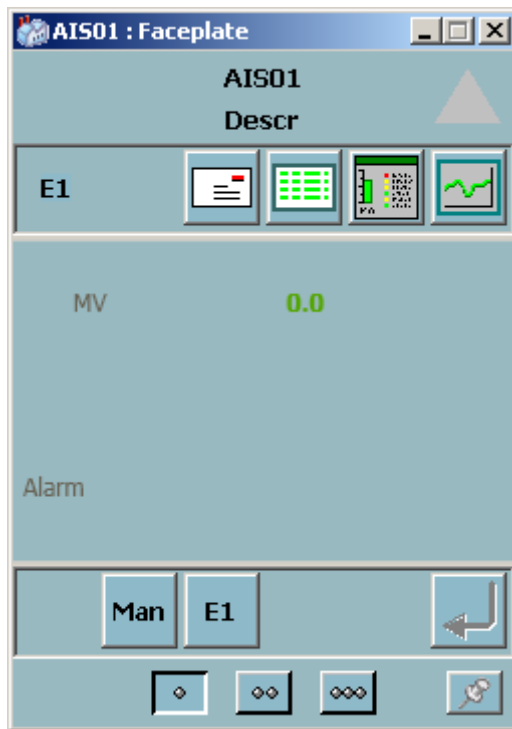 AIS01 : Faceplate
AIS01
Descr
E1
MV 0.0
Alarm
Man E1